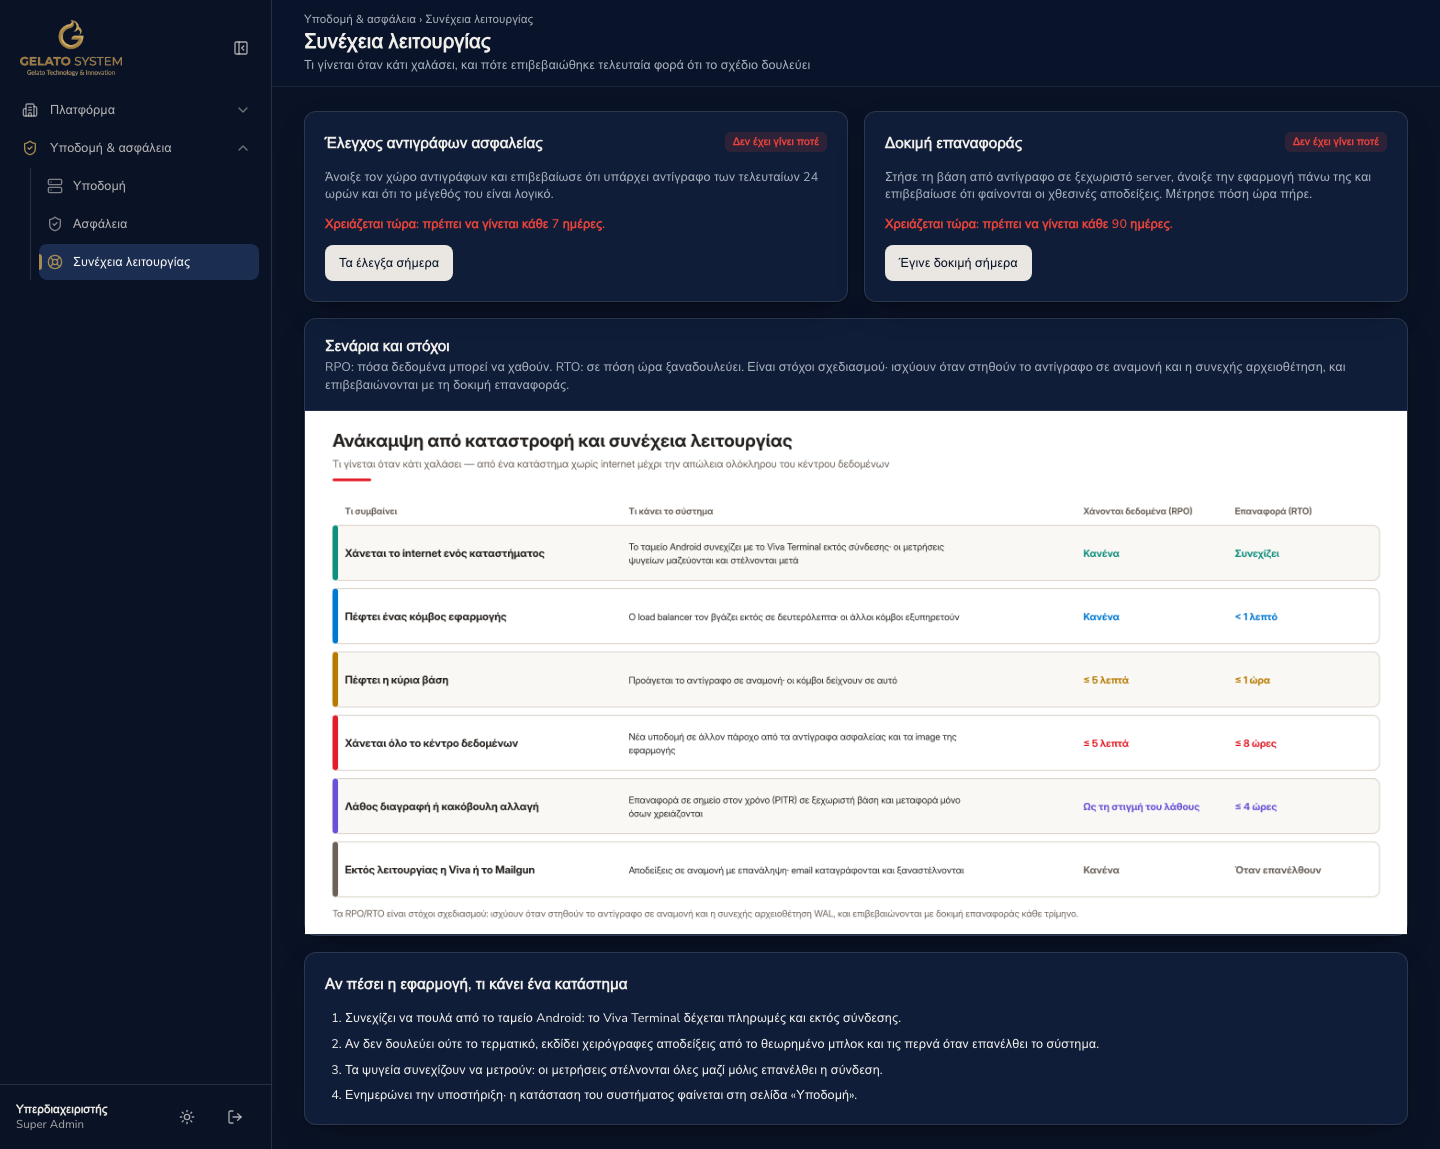 GELATO SYSTEM
Gelato Technology & Innovation
Πλατφόρμα
Υποδομή & ασφάλεια
Υποδομή
Ασφάλεια
Συνέχεια λειτουργίας
Υπερδιαχειριστής
Super Admin
Υποδομή & ασφάλεια › Συνέχεια λειτουργίας
Συνέχεια λειτουργίας
Τι γίνεται όταν κάτι χαλάσει, και πότε επιβεβαιώθηκε τελευταία φορά ότι το σχέδιο δουλεύει
Έλεγχος αντιγράφων ασφαλείας
Δεν έχει γίνει ποτέ
Άνοιξε τον χώρο αντιγράφων και επιβεβαίωσε ότι υπάρχει αντίγραφο των τελευταίων 24
ωρών και ότι το μέγεθός του είναι λογικό.
Χρειάζεται τώρα: πρέπει να γίνεται κάθε 7 ημέρες.
Τα έλεγξα σήμερα
Δοκιμή επαναφοράς
Δεν έχει γίνει ποτέ
Στήσε τη βάση από αντίγραφο σε ξεχωριστό server, άνοιξε την εφαρμογή πάνω της και
επιβεβαίωσε ότι φαίνονται οι χθεσινές αποδείξεις. Μέτρησε πόση ώρα πήρε.
Χρειάζεται τώρα: πρέπει να γίνεται κάθε 90 ημέρες.
Έγινε δοκιμή σήμερα
Σενάρια και στόχοι
RPO: πόσα δεδομένα μπορεί να χαθούν. RTO: σε πόση ώρα ξαναδουλεύει. Είναι στόχοι σχεδιασμού· ισχύουν όταν στηθούν το αντίγραφο σε αναμονή και η συνεχής αρχειοθέτηση, και
επιβεβαιώνονται με τη δοκιμή επαναφοράς.
Ανάκαμψη από καταστροφή και συνέχεια λειτουργίας
Τι γίνεται όταν κάτι χαλάσει — από ένα κατάστημα χωρίς internet μέχρι την απώλεια ολόκληρου του κέντρου δεδομένων
Τι συμβαίνει Τι κάνει το σύστημα Χάνονται δεδομένα (RPO) Επαναφορά (RTO)
Χάνεται το internet ενός καταστήματος
Το ταμείο Android συνεχίζει με το Viva Terminal εκτός σύνδεσης· οι μετρήσεις
ψυγείων μαζεύονται και στέλνονται μετά
Κανένα
Συνεχίζει
Πέφτει ένας κόμβος εφαρμογής
Ο load balancer τον βγάζει εκτός σε δευτερόλεπτα· οι άλλοι κόμβοι εξυπηρετούν
Κανένα
< 1 λεπτό
Πέφτει η κύρια βάση
Προάγεται το αντίγραφο σε αναμονή· οι κόμβοι δείχνουν σε αυτό
≤ 5 λεπτά
≤ 1 ώρα
Χάνεται όλο το κέντρο δεδομένων
Νέα υποδομή σε άλλον πάροχο από τα αντίγραφα ασφαλείας και τα image της
εφαρμογής
≤ 5 λεπτά
≤ 8 ώρες
Λάθος διαγραφή ή κακόβουλη αλλαγή
Επαναφορά σε σημείο στον χρόνο (PITR) σε ξεχωριστή βάση και μεταφορά μόνο
όσων χρειάζονται
Ως τη στιγμή του λάθους
≤ 4 ώρες
Εκτός λειτουργίας η Viva ή το Mailgun
Αποδείξεις σε αναμονή με επανάληψη· email καταγράφονται και ξαναστέλνονται
Κανένα
Όταν επανέλθουν
Τα RPO/RTO είναι στόχοι σχεδιασμού: ισχύουν όταν στηθούν το αντίγραφο σε αναμονή και η συνεχής αρχειοθέτηση WAL, και επιβεβαιώνονται με δοκιμή επαναφοράς κάθε τρίμηνο.
Αν πέσει η εφαρμογή, τι κάνει ένα κατάστημα
1. Συνεχίζει να πουλά από το ταμείο Android: το Viva Terminal δέχεται πληρωμές και εκτός σύνδεσης.
2. Αν δεν δουλεύει ούτε το τερματικό, εκδίδει χειρόγραφες αποδείξεις από το θεωρημένο μπλοκ και τις περνά όταν επανέλθει το σύστημα.
3. Τα ψυγεία συνεχίζουν να μετρούν: οι μετρήσεις στέλνονται όλες μαζί μόλις επανέλθει η σύνδεση.
4. Ενημερώνει την υποστήριξη· η κατάσταση του συστήματος φαίνεται στη σελίδα «Υποδομή».